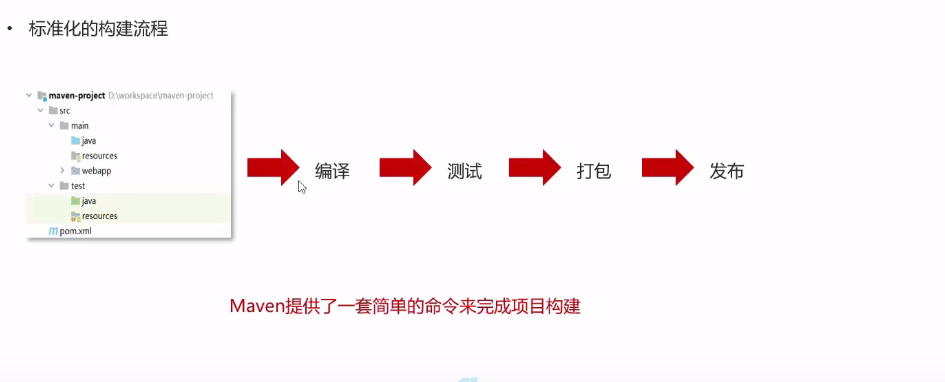 • 标准化的构建流程
maven-project D:\workspace\maven-project
src
main
java
resources
webapp
test
java
resources
pom.xml
编译 测试 打包 发布
Maven提供了一套简单的命令来完成项目构建